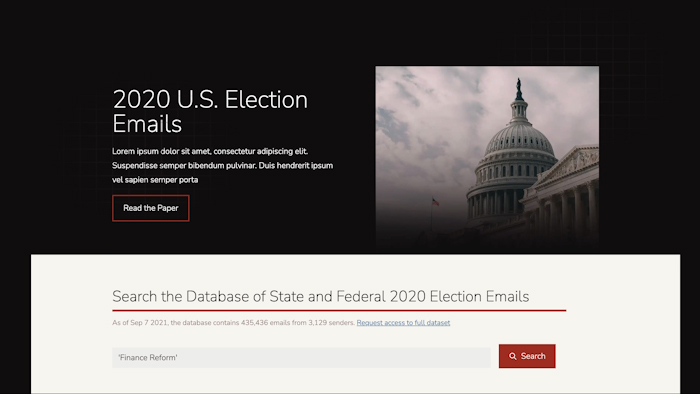 2020 U.S. Election
Emails
Lorem ipsum dolor sit amet, consectetur adipiscing elit.
Suspendisse semper bibendum pulvinar. Duis hendrerit ipsum
vel sapien semper porta
Read the Paper
Search the Database of State and Federal 2020 Election Emails
As of Sep 7 2021, the database contains 435,436 emails from 3,129 senders. Request access to full dataset
'Finance Reform'
Search